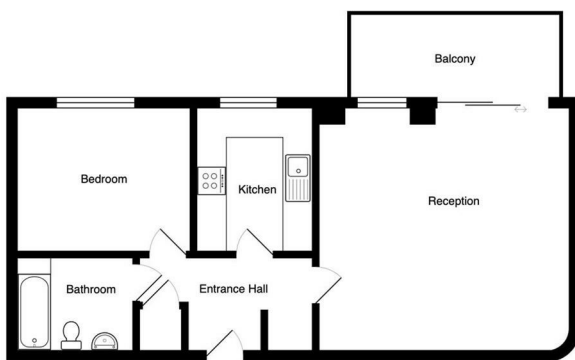 Balcony
Bedroom
Kitchen
Reception
Bathroom
Entrance Hall